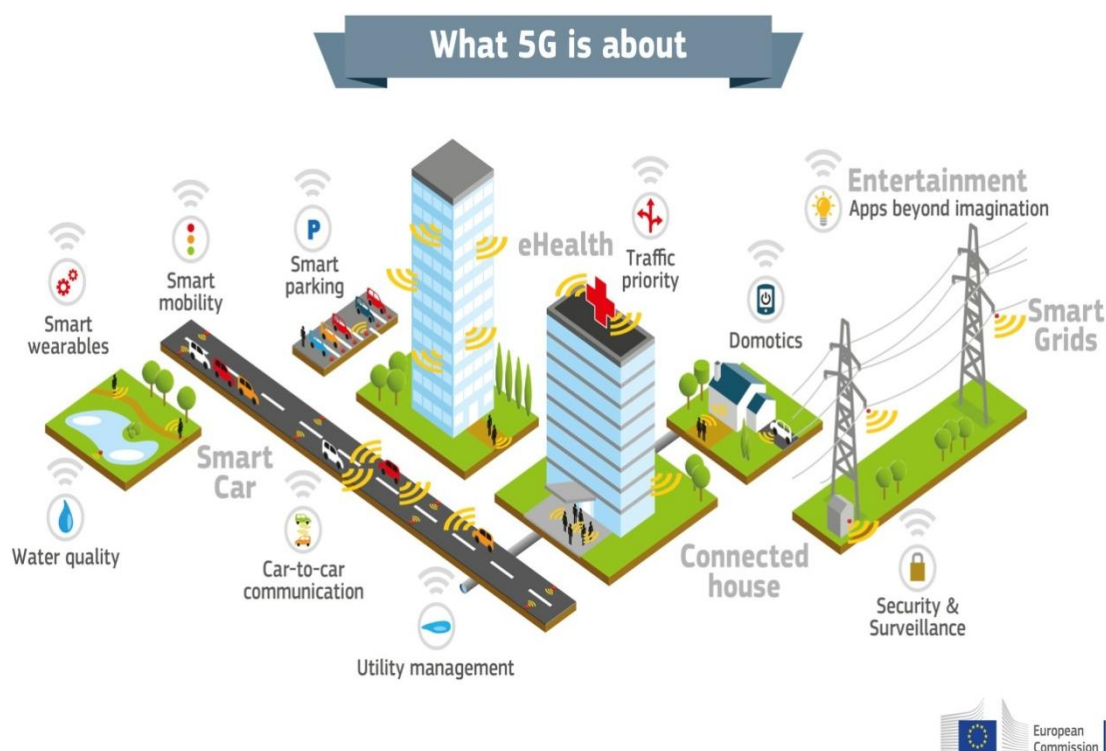 What 5G is about
Entertainment
Apps beyond imagination
eHealth
Traffic
priority
P
Smart
parking
Smart
mobility
Smart
wearables
Domotics
Smart
Grids
Smart
Car
Water quality
Car-to-car
communication
Connected
house
Security &
Surveillance
Utility management
European
Commission